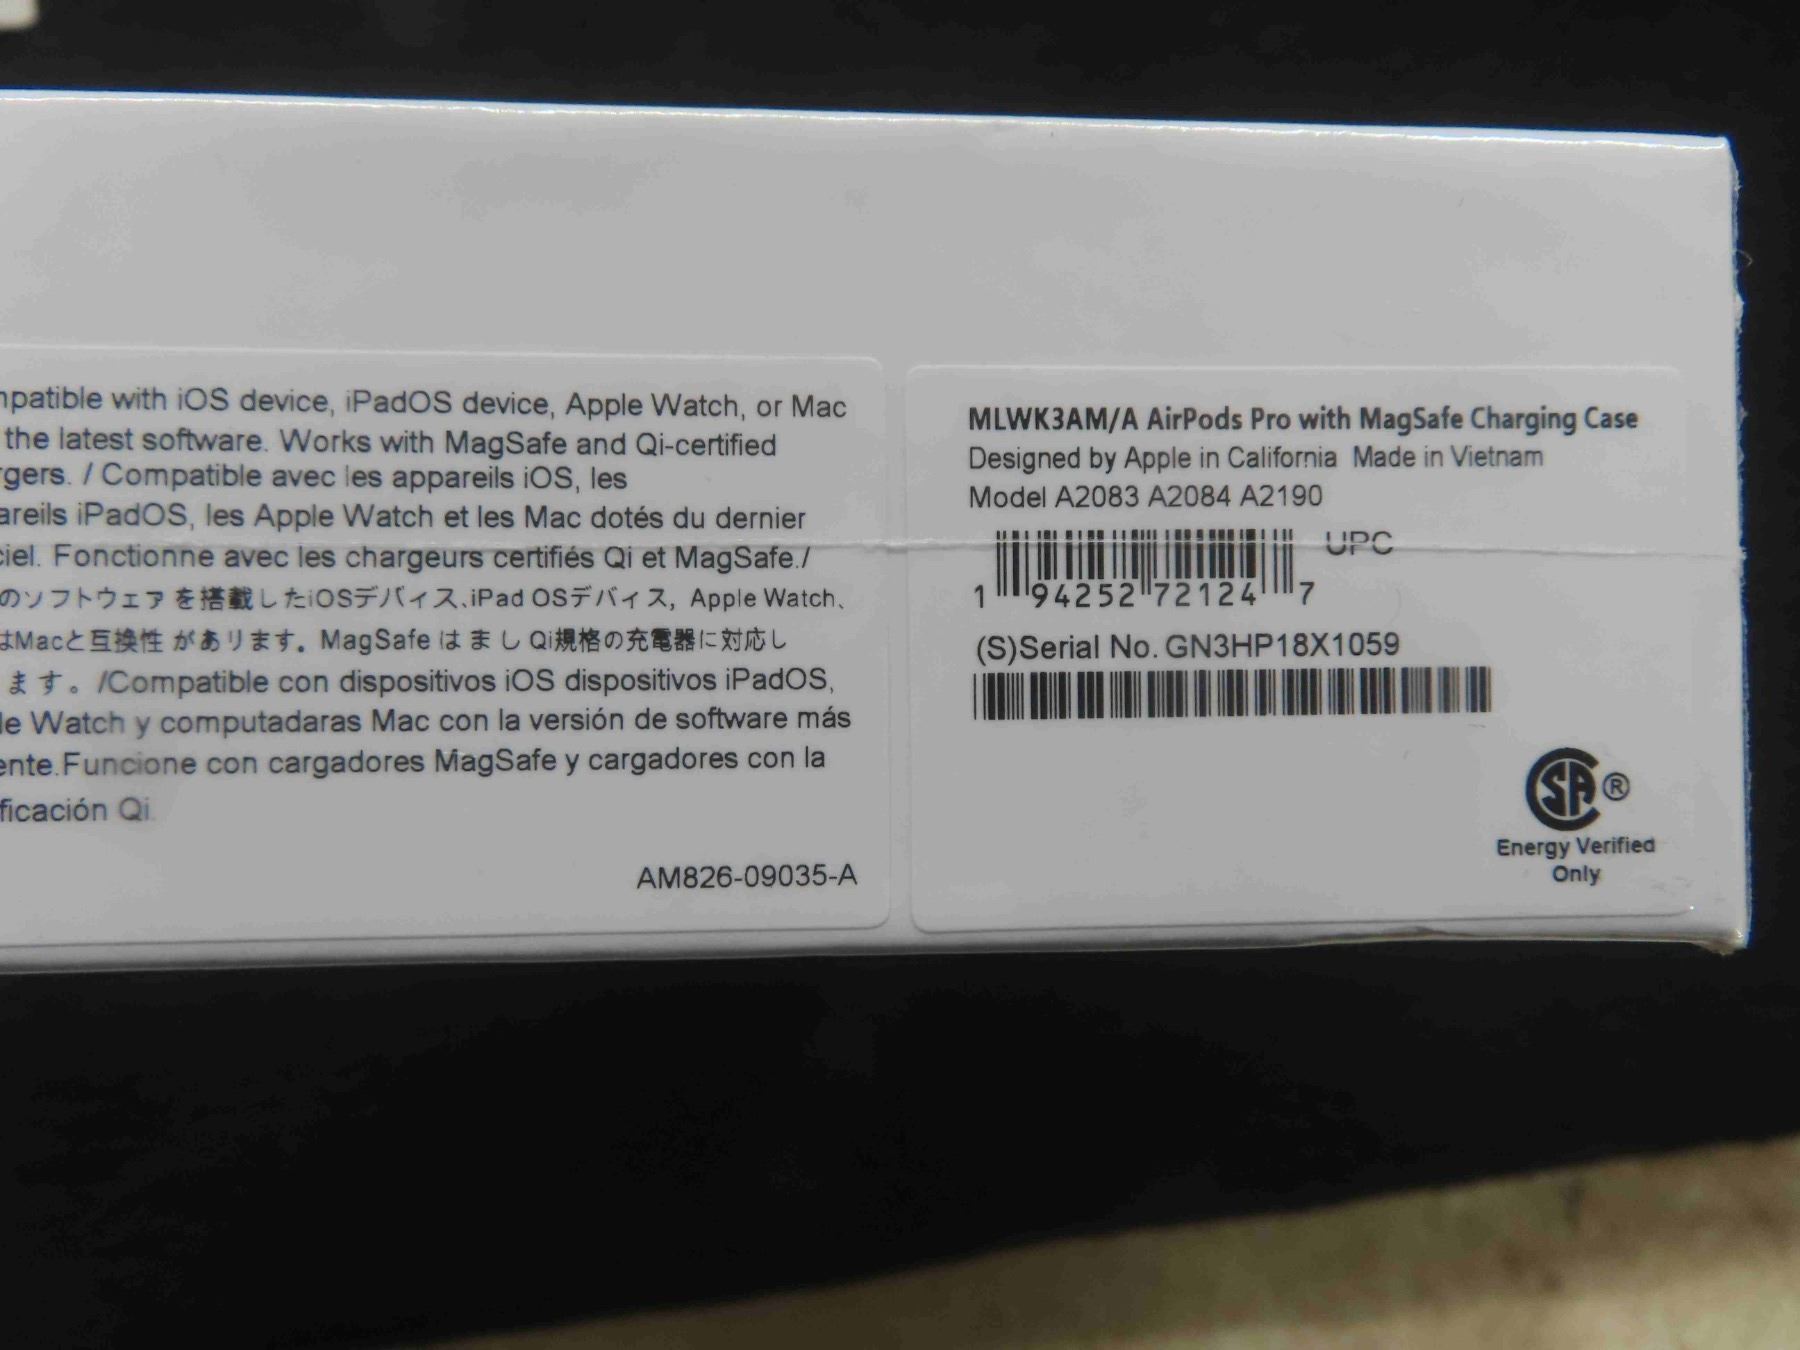 mpatible with iOS device, iPadOS device, Apple Watch, or Mac
the latest software. Works with MagSafe and Qi-certified
rgers. / Compatible avec les appareils iOS, les
areils iPadOS, les Apple Watch et les Mac dotés du dernier
ciel. Fonctionne avec les chargeurs certifiés Qi et MagSafe./
のソフトウェアを搭載したiOSデバイス、iPad OSデバイス, Apple Watch、
はMacと互換性があります。MagSafe は ま し Qi規格の充電器に対応し
ます。/Compatible con dispositivos iOS dispositivos iPadOS,
le Watch y computadaras Mac con la versión de software más
ente.Funcione con cargadores MagSafe y cargadores con la
ficación Qi
AM826-09035-A
MLWK3AM/A AirPods Pro with MagSafe Charging Case
Designed by Apple in California Made in Vietnam
Model A2083 A2084 A2190
UPC
1 94252 72124 7
(S)Serial No. GN3HP18X1059
SA®
Energy Verified
Only